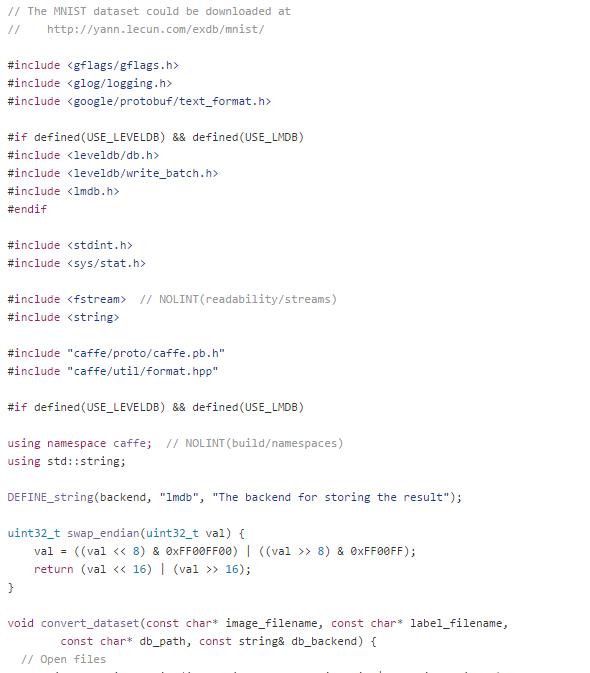 // The MNIST dataset could be downloaded at
//    http://yann.lecun.com/exdb/mnist/

#include <gflags/gflags.h>
#include <glog/logging.h>
#include <google/protobuf/text_format.h>

#if defined(USE_LEVELDB) && defined(USE_LMDB)
#include <leveldb/db.h>
#include <leveldb/write_batch.h>
#include <lmdb.h>
#endif

#include <stdint.h>
#include <sys/stat.h>

#include <fstream>  // NOLINT(readability/streams)
#include <string>

#include "caffe/proto/caffe.pb.h"
#include "caffe/util/format.hpp"

#if defined(USE_LEVELDB) && defined(USE_LMDB)

using namespace caffe;  // NOLINT(build/namespaces)
using std::string;

DEFINE_string(backend, "lmdb", "The backend for storing the result");

uint32_t swap_endian(uint32_t val) {
    val = ((val << 8) & 0xFF00FF00) | ((val >> 8) & 0xFF00FF);
    return (val << 16) | (val >> 16);
}

void convert_dataset(const char* image_filename, const char* label_filename,
        const char* db_path, const string& db_backend) {
  // Open files